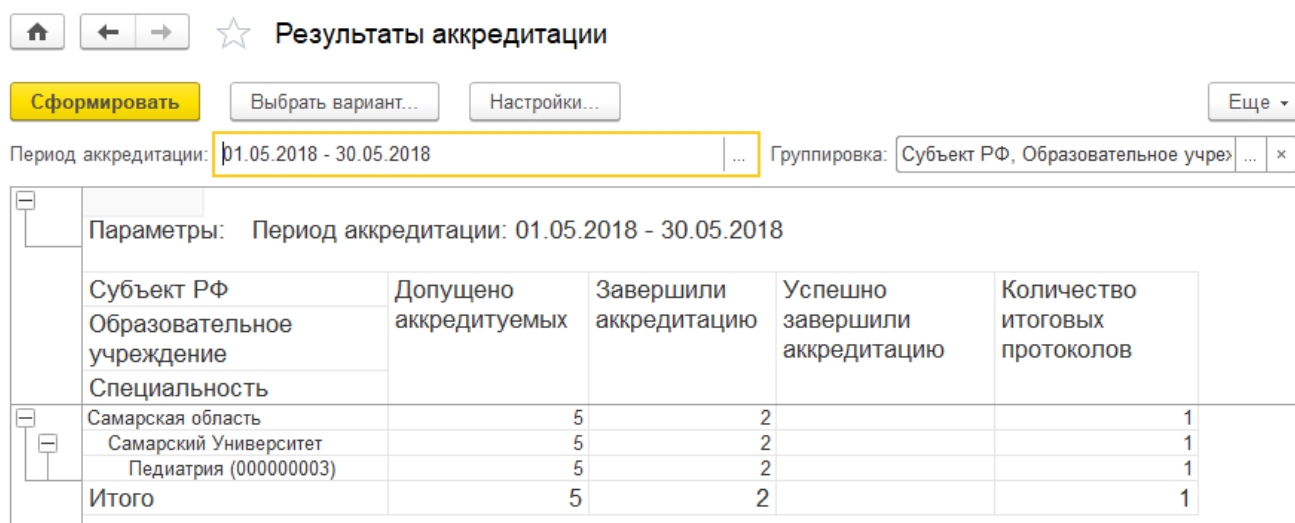 Результаты аккредитации
Сформировать Выбрать вариант... Настройки... Еще
Период аккредитации: 01.05.2018 - 30.05.2018 ... Группировка: Субъект РФ, Образовательное учреж ... ×
Параметры: Период аккредитации: 01.05.2018 - 30.05.2018
Субъект РФ Допущено Завершили Успешно Количество
Образовательное аккредитуемых аккредитацию завершили итоговых
учреждение аккредитацию протоколов
Специальность
Самарская область 5 2 1
Самарский Университет 5 2 1
Педиатрия (000000003) 5 2 1
Итого 5 2 1